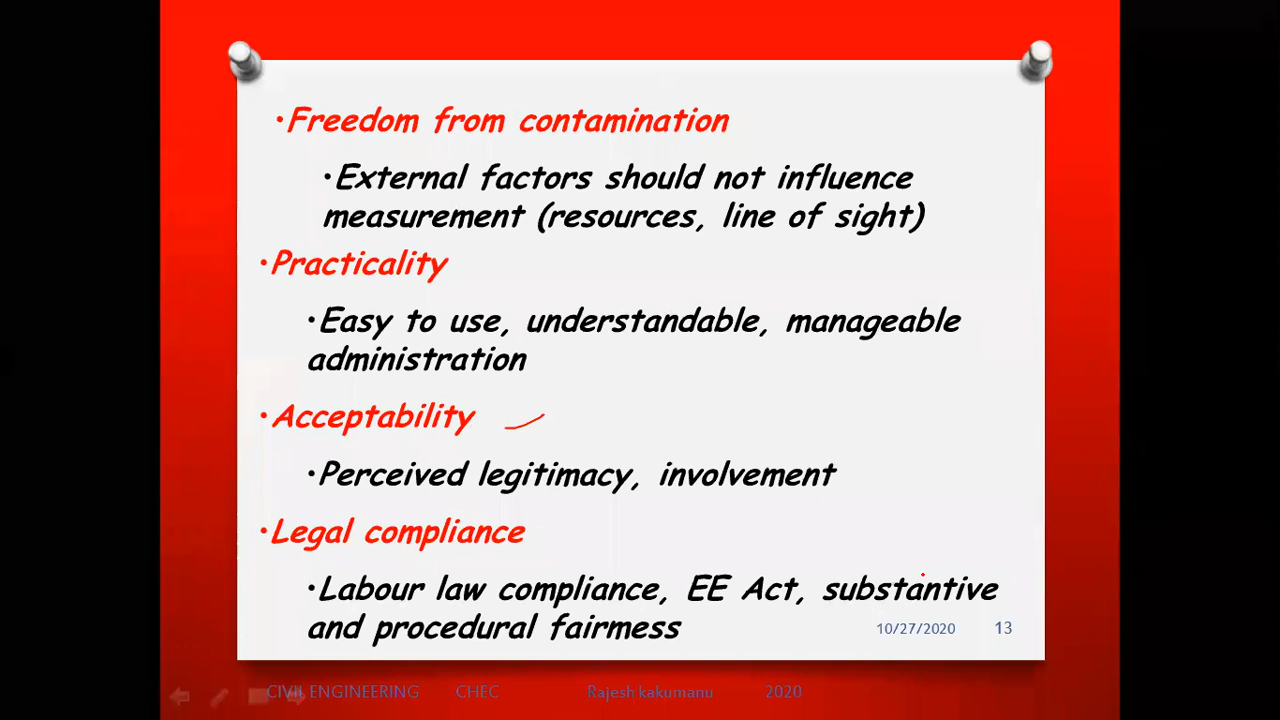 •Freedom from contamination
•External factors should not influence
measurement (resources, line of sight)
•Practicality
•Easy to use, understandable, manageable
administration
•Acceptability
•Perceived legitimacy, involvement
•Legal compliance
•Labour law compliance, EE Act, substantive
and procedural fairmess
10/27/2020 13
CIVIL ENGINEERING CHEC Rajesh kakumanu 2020